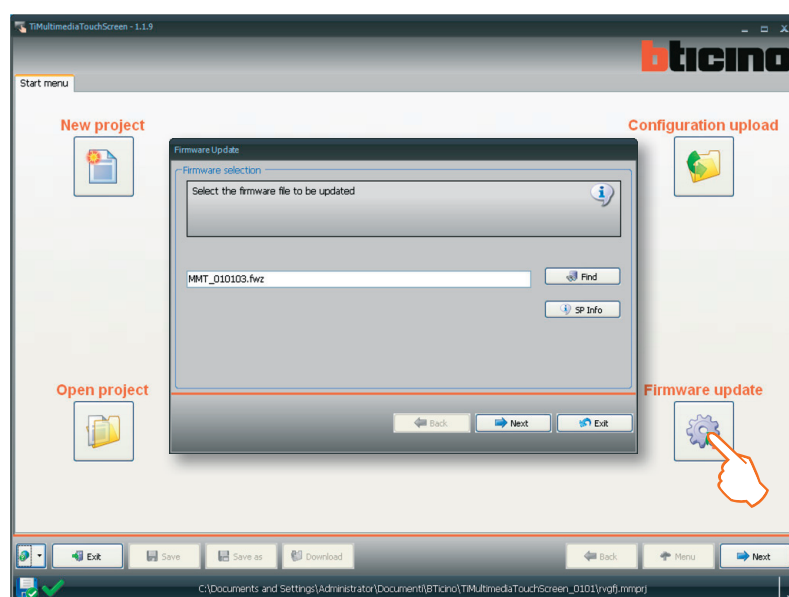 TiMultimediaTouchScreen - 1.1.9
bticino
Start menu
New project
Configuration upload
Firmware Update
Firmware selection
Select the firmware file to be updated
MMT_010103.fwz
Find
SP Info
Open project
Firmware update
Back
Next
Exit
Exit
Save
Save as
Download
Back
Menu
Next
C:\Documents and Settings\Administrator\Documenti\BTicino\TiMultimediaTouchScreen_0101\rvgfj.mmprj